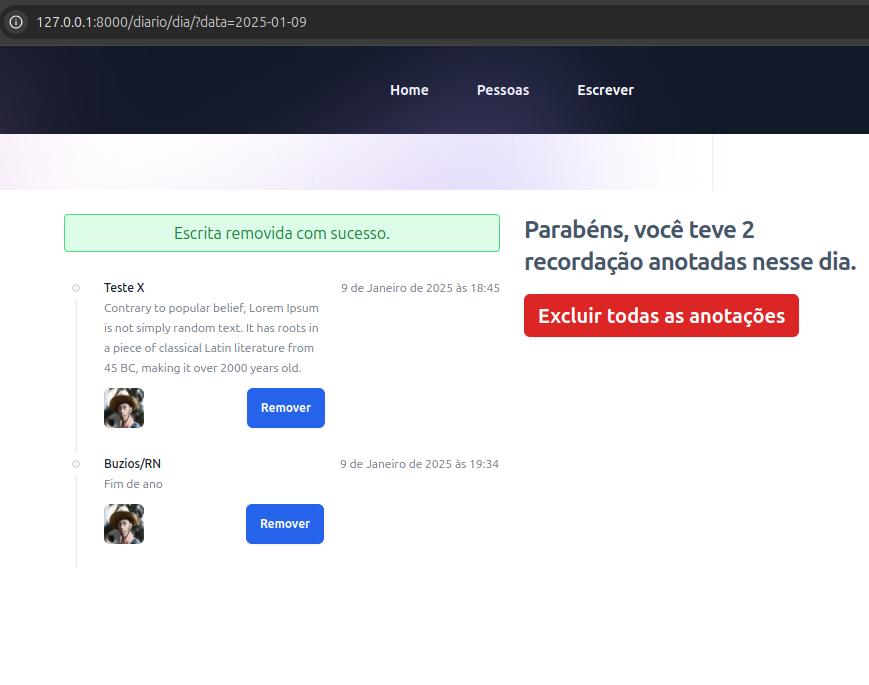 127.0.0.1:8000/diario/dia/?data=2025-01-09
Home Pessoas Escrever
Escrita removida com sucesso.
Teste X 9 de Janeiro de 2025 às 18:45
Contrary to popular belief, Lorem Ipsum
is not simply random text. It has roots in
a piece of classical Latin literature from
45 BC, making it over 2000 years old.
Remover
Buzios/RN 9 de Janeiro de 2025 às 19:34
Fim de ano
Remover
Parabéns, você teve 2
recordação anotadas nesse dia.
Excluir todas as anotações